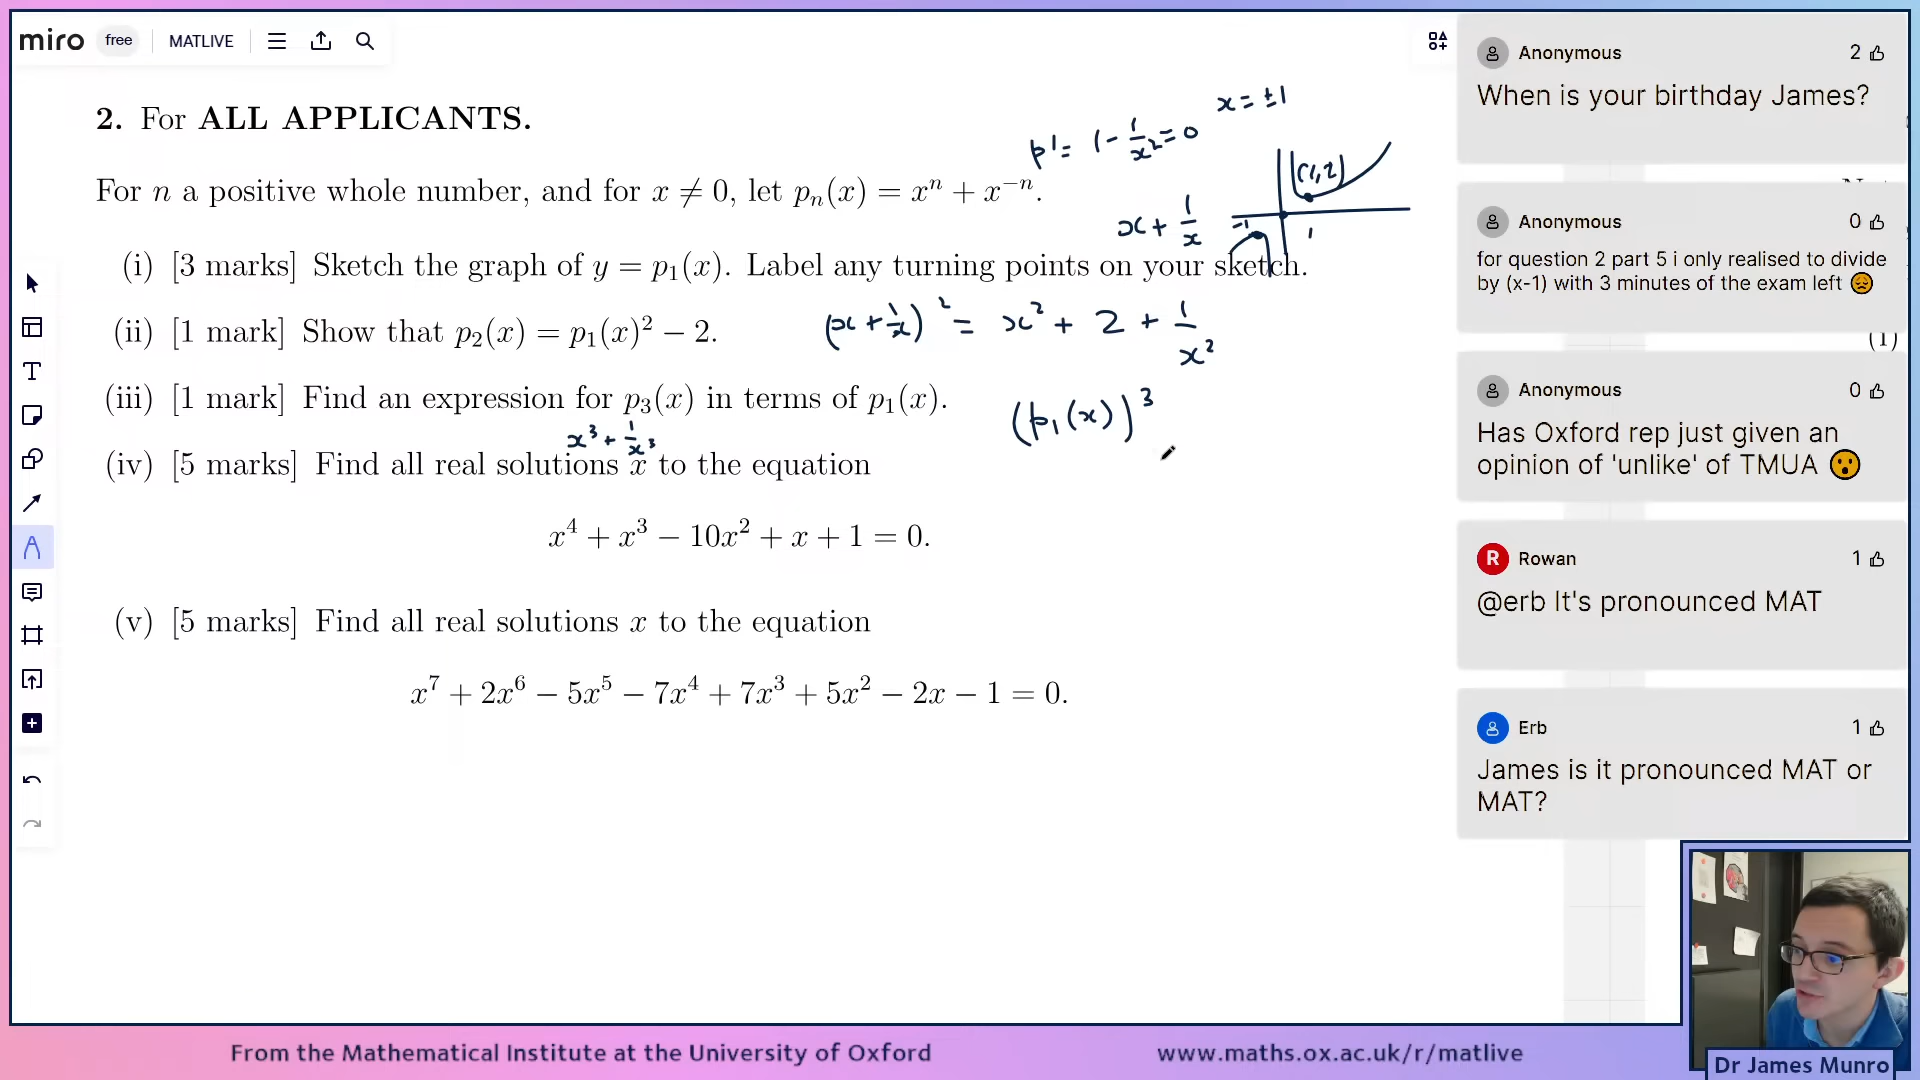 miro free MATLIVE
2. For ALL APPLICANTS.
x = ±1
p' = 1 - 1/x² = 0
For n a positive whole number, and for x ≠ 0, let pₙ(x) = xⁿ + x⁻ⁿ.
(1,2)
x + 1/x
-1
1
(i) [3 marks] Sketch the graph of y = p₁(x). Label any turning points on your sketch.
(ii) [1 mark] Show that p₂(x) = p₁(x)² − 2.
(x + 1/x)² = x² + 2 + 1/x²
(iii) [1 mark] Find an expression for p₃(x) in terms of p₁(x).
(p₁(x))³
x³ + 1/x³
(iv) [5 marks] Find all real solutions x to the equation
x⁴ + x³ − 10x² + x + 1 = 0.
(v) [5 marks] Find all real solutions x to the equation
x⁷ + 2x⁶ − 5x⁵ − 7x⁴ + 7x³ + 5x² − 2x − 1 = 0.
Anonymous 2
When is your birthday James?
Anonymous 0
for question 2 part 5 i only realised to divide
by (x-1) with 3 minutes of the exam left 😞
(1)
Anonymous 0
Has Oxford rep just given an
opinion of 'unlike' of TMUA 😮
R Rowan 1
@erb It's pronounced MAT
Erb 1
James is it pronounced MAT or
MAT?
From the Mathematical Institute at the University of Oxford
www.maths.ox.ac.uk/r/matlive
Dr James Munro